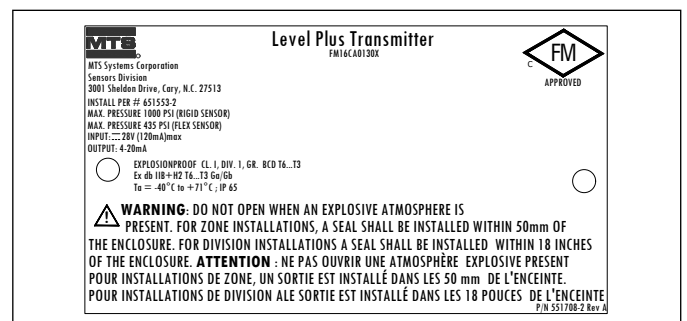 MTS
Level Plus Transmitter
FM16CA0130X
C FM
APPROVED
MTS Systems Corporation
Sensors Division
3001 Sheldon Drive, Cary, N.C. 27513
INSTALL PER # 651553-2
MAX. PRESSURE 1000 PSI (RIGID SENSOR)
MAX. PRESSURE 435 PSI (FLEX SENSOR)
INPUT: ⎓ 28V (120mA)max
OUTPUT: 4-20mA
EXPLOSIONPROOF CL. I, DIV. 1, GR. BCD T6...T3
Ex db IIB+H2 T6...T3 Ga/Gb
Ta = -40°C to +71°C ; IP 65
WARNING: DO NOT OPEN WHEN AN EXPLOSIVE ATMOSPHERE IS
PRESENT. FOR ZONE INSTALLATIONS, A SEAL SHALL BE INSTALLED WITHIN 50mm OF
THE ENCLOSURE. FOR DIVISION INSTALLATIONS A SEAL SHALL BE INSTALLED WITHIN 18 INCHES
OF THE ENCLOSURE. ATTENTION : NE PAS OUVRIR UNE ATMOSPHÈRE EXPLOSIVE PRESENT
POUR INSTALLATIONS DE ZONE, UN SORTIE EST INSTALLÉ DANS LES 50 mm DE L'ENCEINTE.
POUR INSTALLATIONS DE DIVISION ALE SORTIE EST INSTALLÉ DANS LES 18 POUCES DE L'ENCEINTE
P/N 551708-2 Rev A